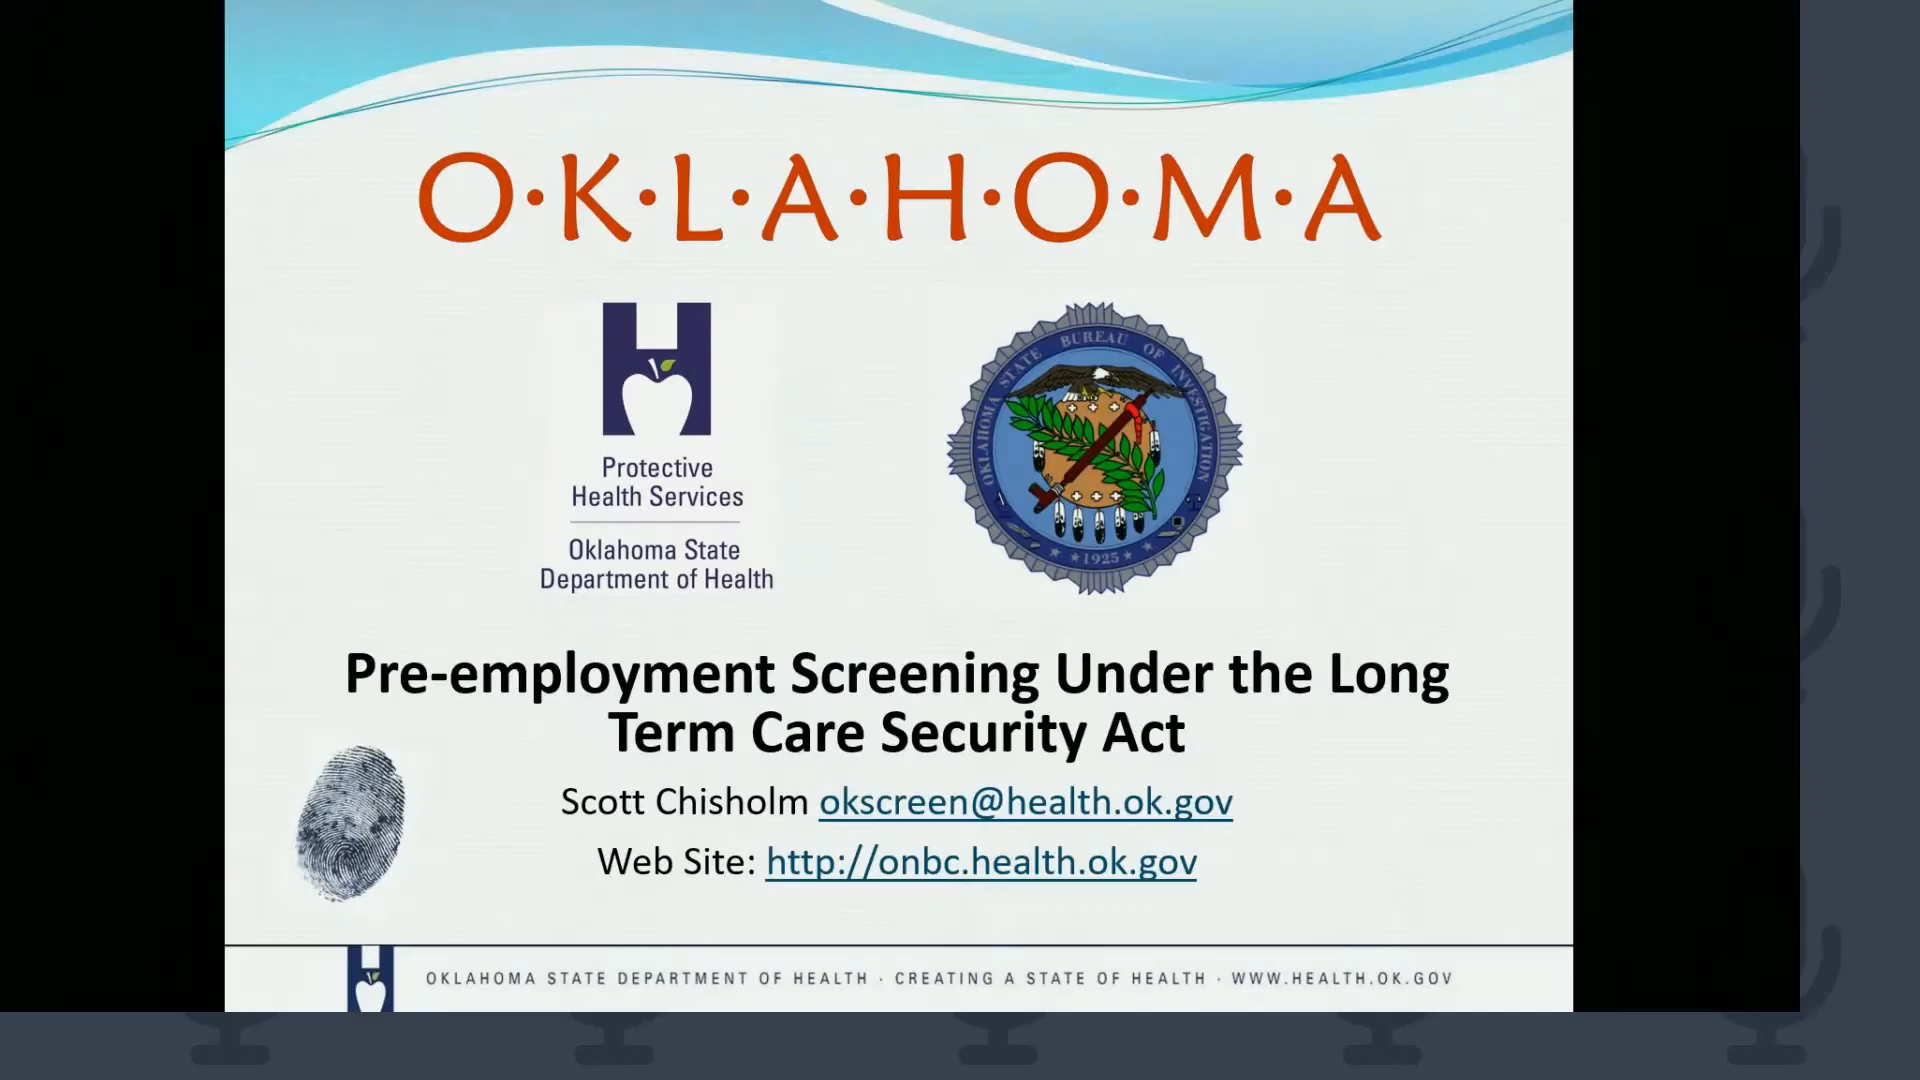 O·K·L·A·H·O·M·A
Protective
Health Services
Oklahoma State
Department of Health
OKLAHOMA STATE BUREAU OF INVESTIGATION
1925
Pre-employment Screening Under the Long
Term Care Security Act
Scott Chisholm okscreen@health.ok.gov
Web Site: http://onbc.health.ok.gov
OKLAHOMA STATE DEPARTMENT OF HEALTH · CREATING A STATE OF HEALTH · WWW.HEALTH.OK.GOV